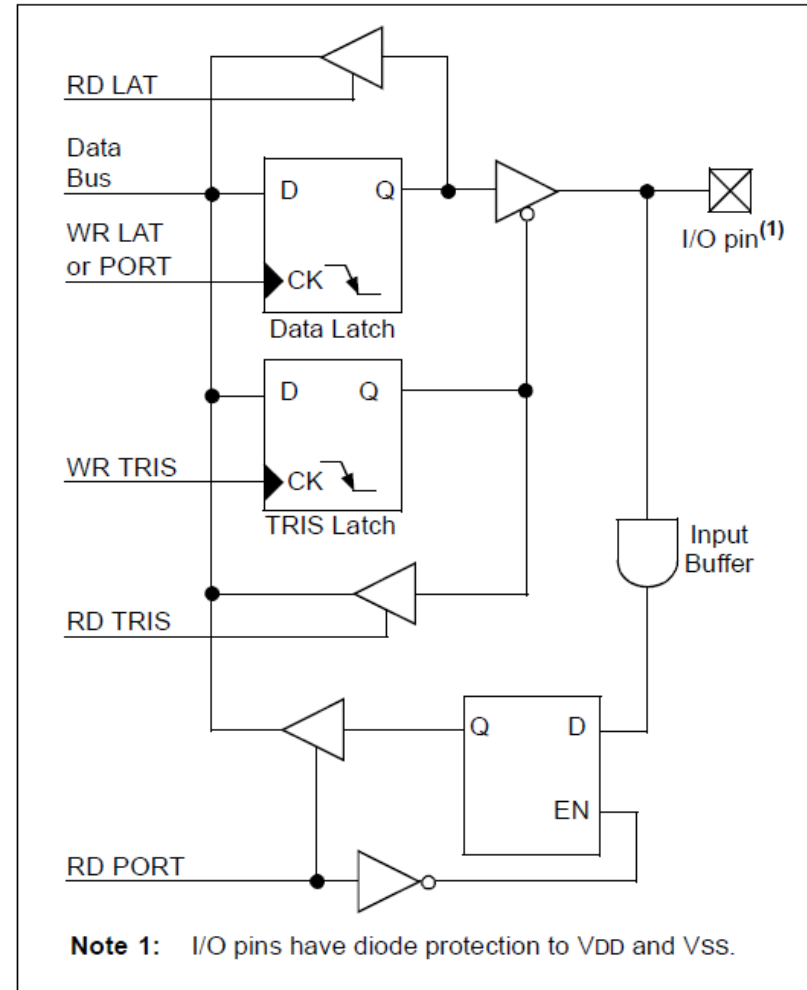 RD LAT
Data
Bus
D Q
WR LAT
or PORT
CK
Data Latch
I/O pin(1)
D Q
WR TRIS
CK
TRIS Latch
Input
Buffer
RD TRIS
Q D
EN
RD PORT
Note 1: I/O pins have diode protection to VDD and VSS.